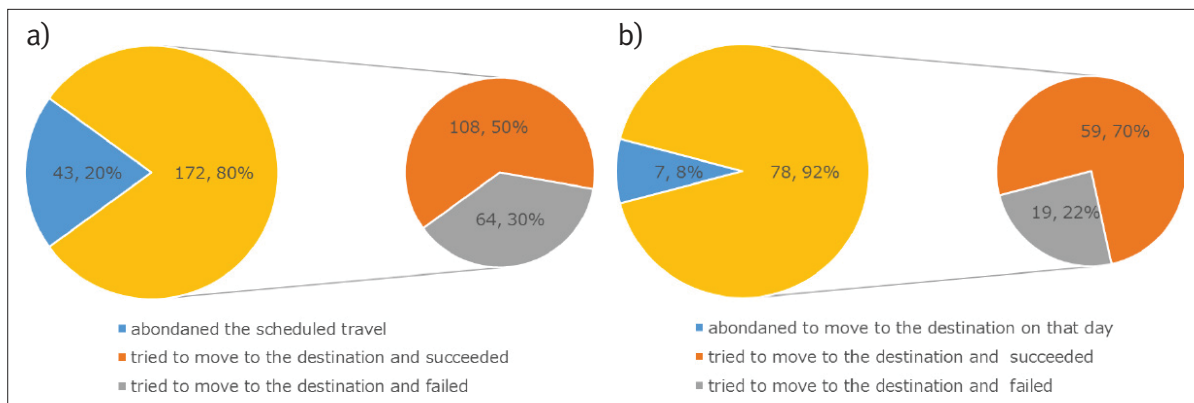 a)
43, 20%
172, 80%
108, 50%
64, 30%
abondaned the scheduled travel
tried to move to the destination and succeeded
tried to move to the destination and failed
b)
7, 8%
78, 92%
59, 70%
19, 22%
abondaned to move to the destination on that day
tried to move to the destination and succeeded
tried to move to the destination and failed